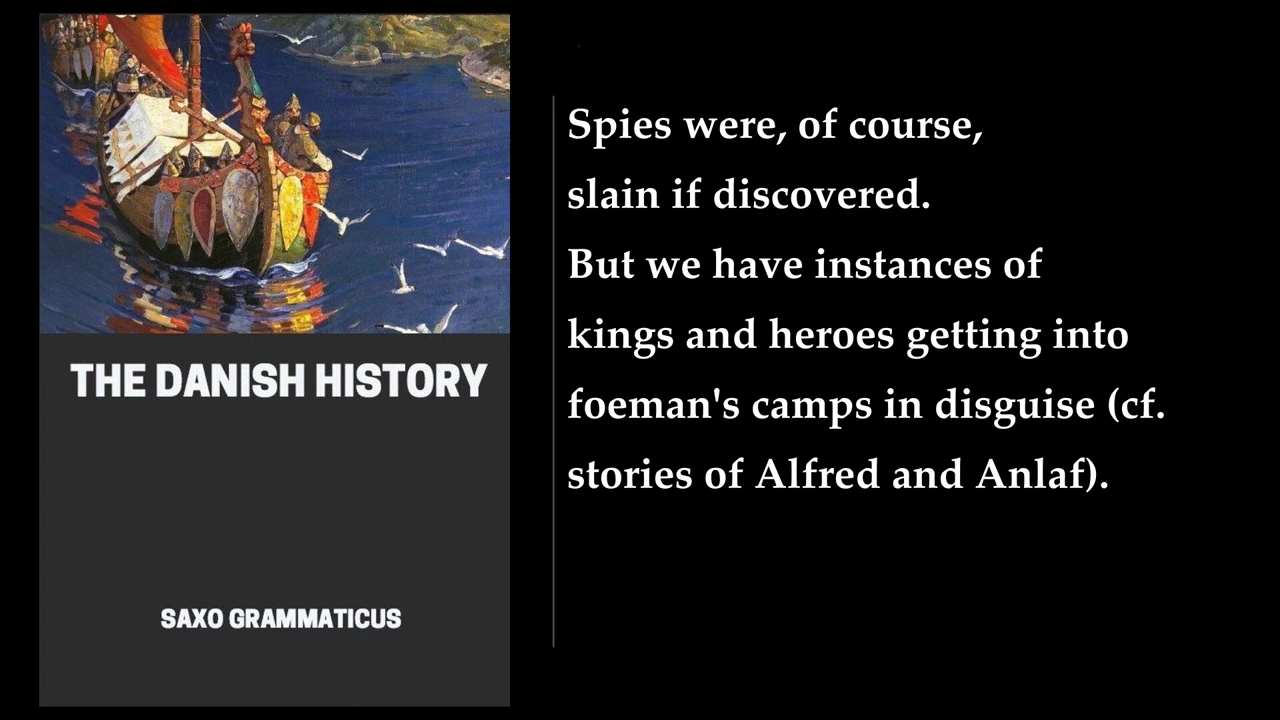 THE DANISH HISTORY
SAXO GRAMMATICUS
Spies were, of course,
slain if discovered.
But we have instances of
kings and heroes getting into
foeman's camps in disguise (cf.
stories of Alfred and Anlaf).